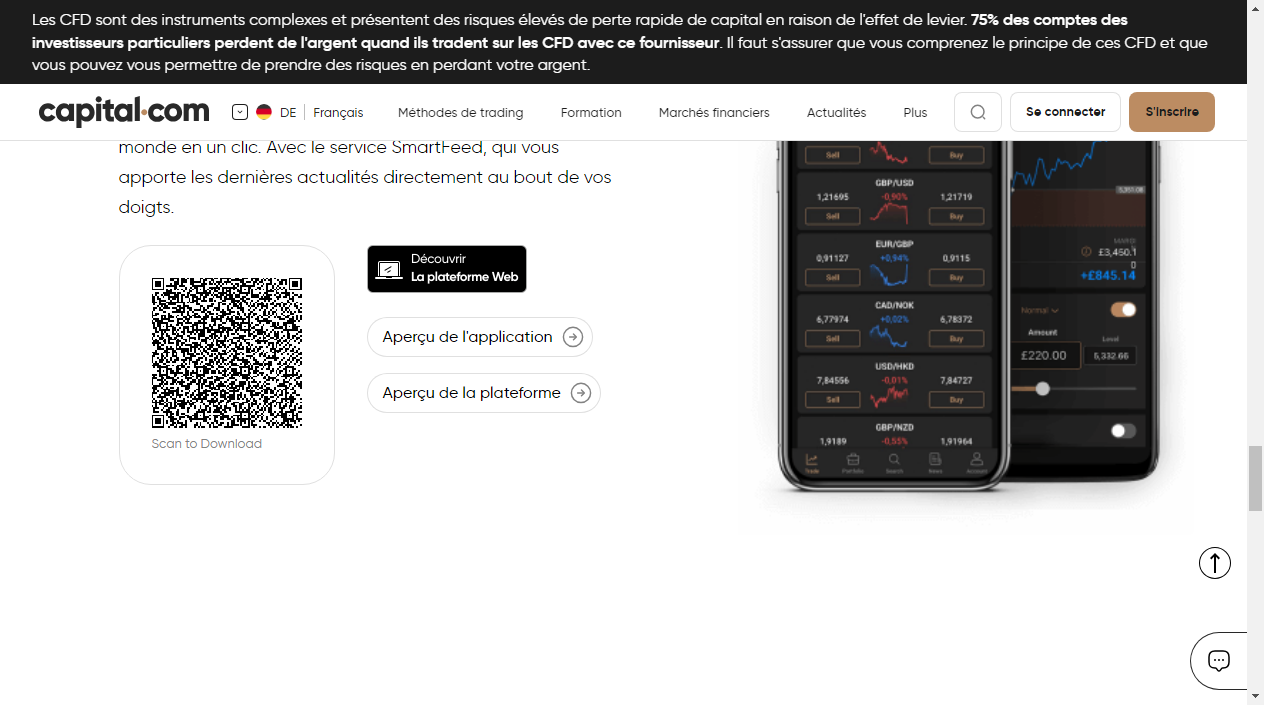 Les CFD sont des instruments complexes et présentent des risques élevés de perte rapide de capital en raison de l'effet de levier. 75% des comptes des
investisseurs particuliers perdent de l'argent quand ils tradent sur les CFD avec ce fournisseur. Il faut s'assurer que vous comprenez le principe de ces CFD et que
vous pouvez vous permettre de prendre des risques en perdant votre argent.
capital.com
DE Français
Méthodes de trading
Formation
Marchés financiers
Actualités
Plus
Se connecter
S'inscrire
monde en un clic. Avec le service SmartFeed, qui vous
apporte les dernières actualités directement au bout de vos
doigts.
Scan to Download
Découvrir
La plateforme Web
Aperçu de l'application
Aperçu de la plateforme
Sell Buy
GBP/USD
1,21695 -0,90% 1,21719
Sell Buy
EUR/GBP
0,91127 +0,94% 0,9115
Sell Buy
CAD/NOK
6,77974 +0,02% 6,78372
Sell Buy
USD/HKD
7,84556 -0,01% 7,84727
Sell Buy
GBP/NZD
1,9189 -0,55% 1,91964
Trade Portfolio Search News Account
£3,450.1
0
+£845.14
Normal
Amount Level
£220.00 5,332.66